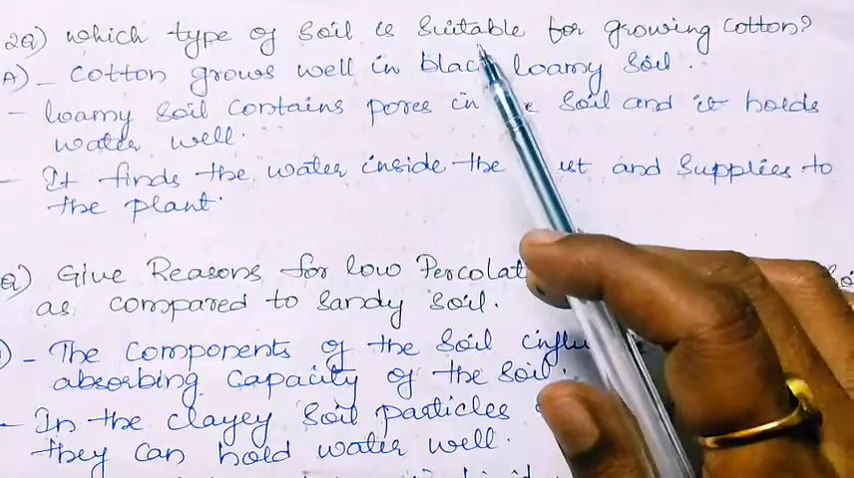 2Q) which type of Soil is Suitable for growing cotton?
A) - Cotton grows well in black loamy Soil.
- loamy Soil contains pores in Soil and it holds
water well.
- It finds the water inside the and Supplies to
the plant.
Q) Give Reasons for low
as compared to Sandy Soil.
- The components of the Soil
absorbing capacity of the Soil.
- In the clayey Soil particles
they can hold water well.